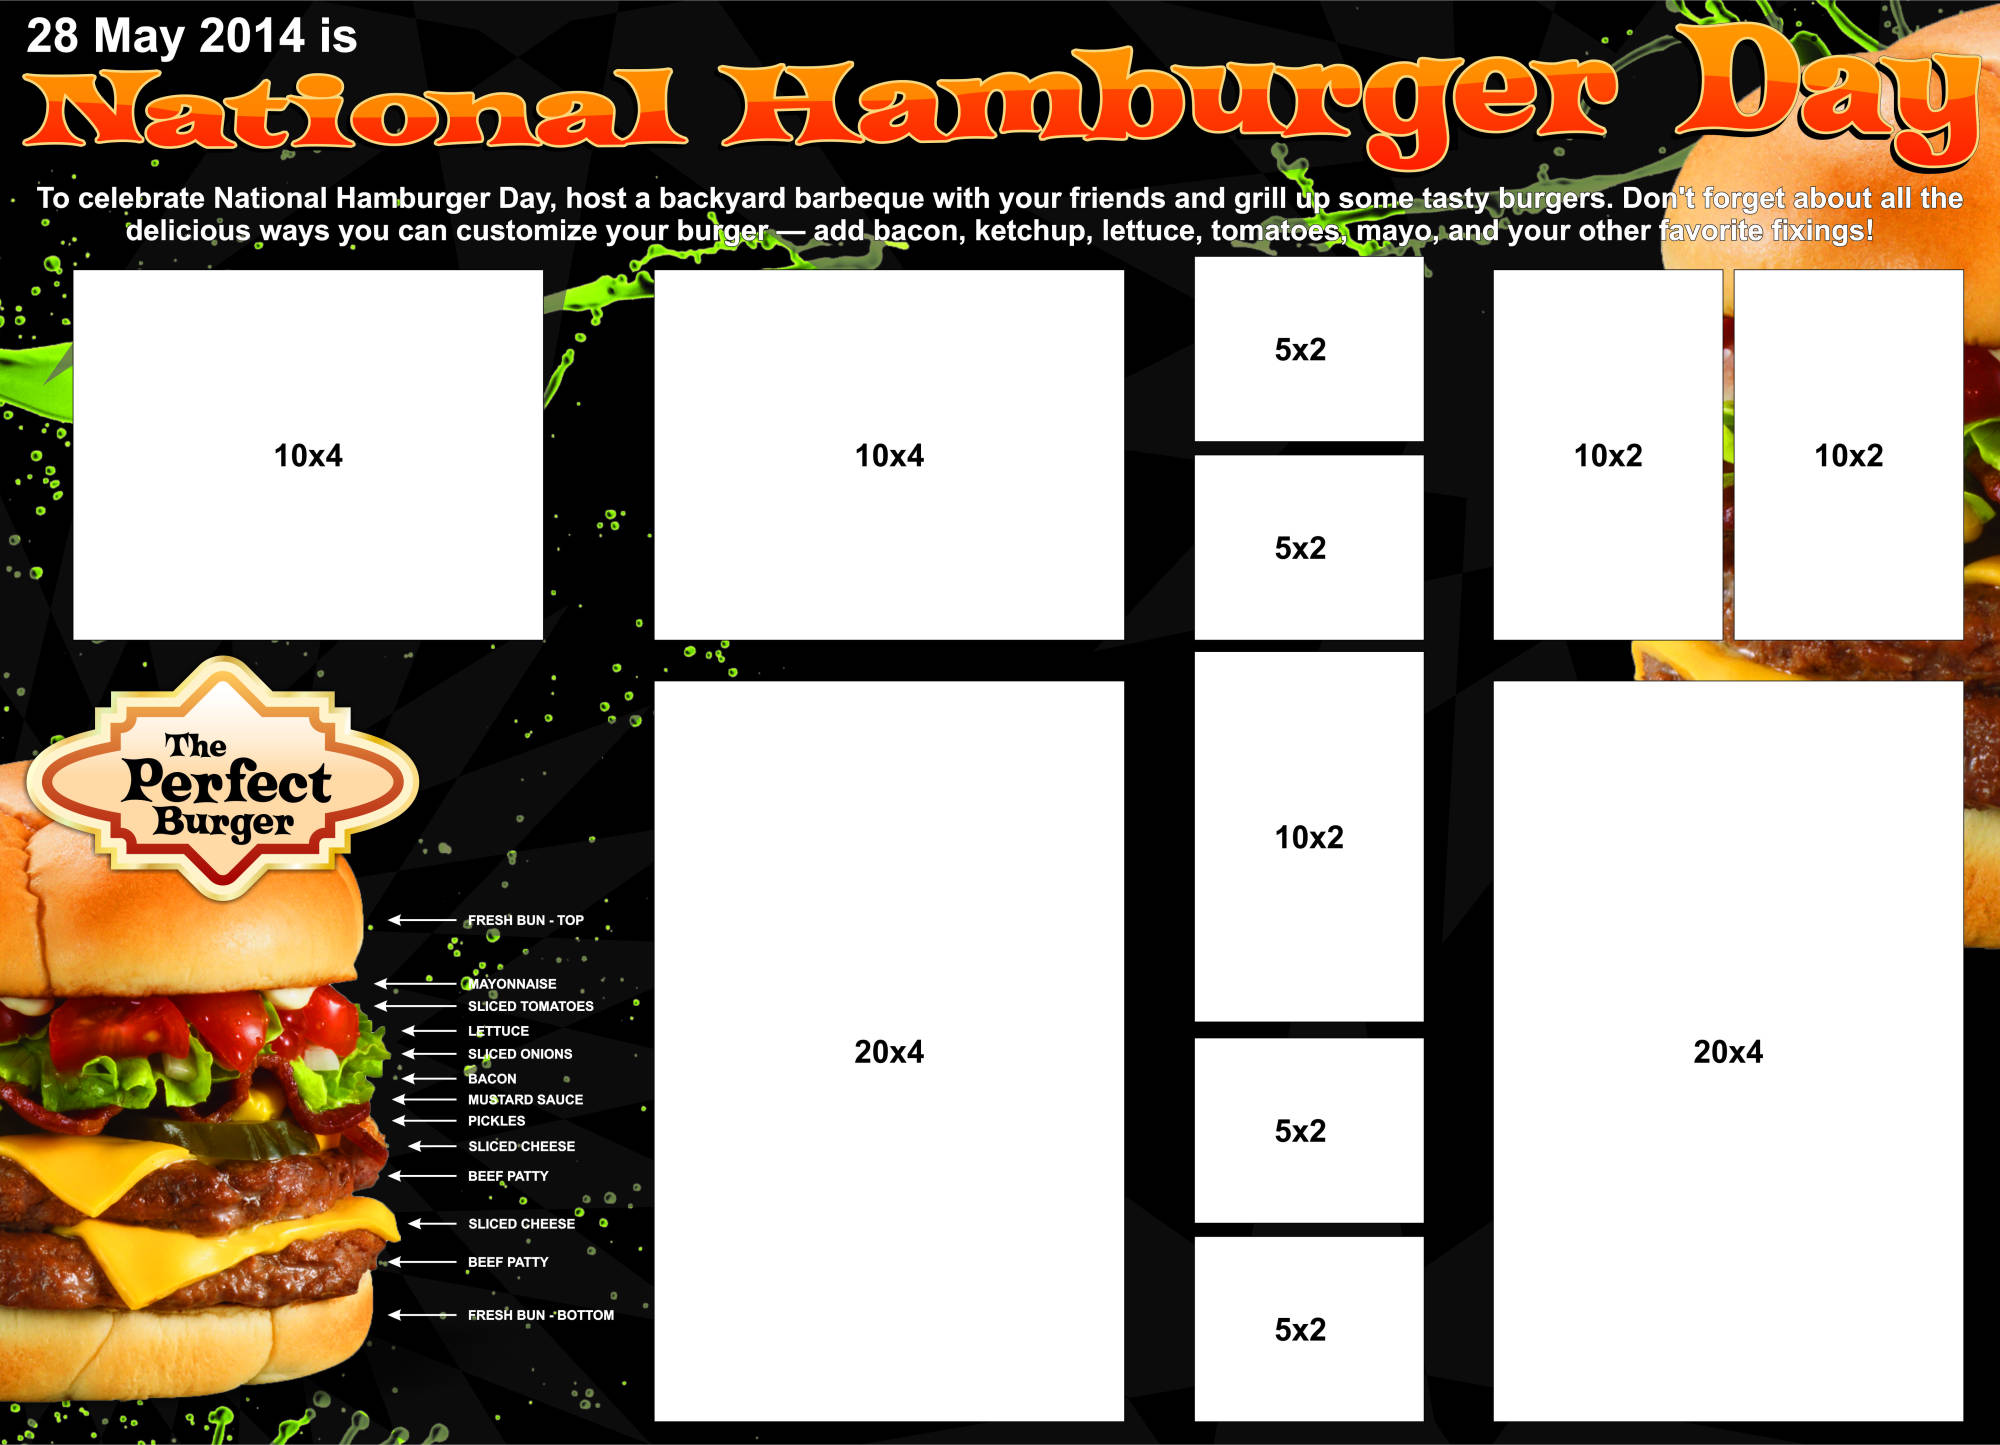 28 May 2014 is
National Hamburger Day
To celebrate National Hamburger Day, host a backyard barbeque with your friends and grill up some tasty burgers. Don't forget about all the
delicious ways you can customize your burger — add bacon, ketchup, lettuce, tomatoes, mayo, and your other favorite fixings!
10x4
10x4
5x2
5x2
10x2
10x2
The
Perfect
Burger
FRESH BUN - TOP
MAYONNAISE
SLICED TOMATOES
LETTUCE
SLICED ONIONS
BACON
MUSTARD SAUCE
PICKLES
SLICED CHEESE
BEEF PATTY
SLICED CHEESE
BEEF PATTY
FRESH BUN - BOTTOM
20x4
10x2
5x2
5x2
20x4